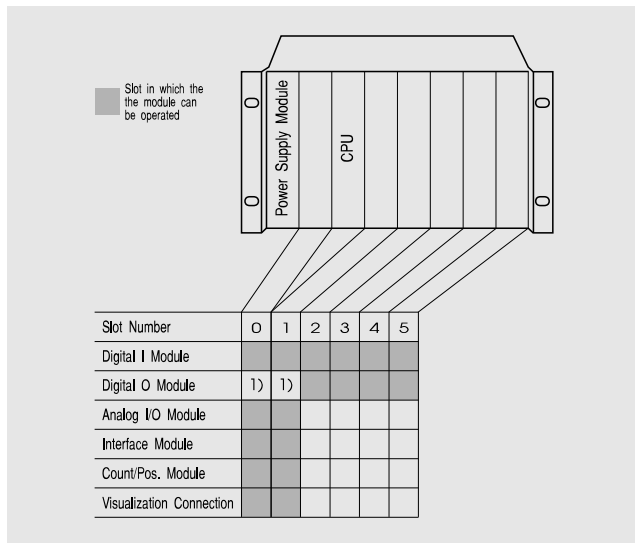 Slot in which the
the module can
be operated
Power Supply Module
CPU
Slot Number 0 1 2 3 4 5
Digital I Module
Digital O Module 1) 1)
Analog I/O Module
Interface Module
Count/Pos. Module
Visualization Connection